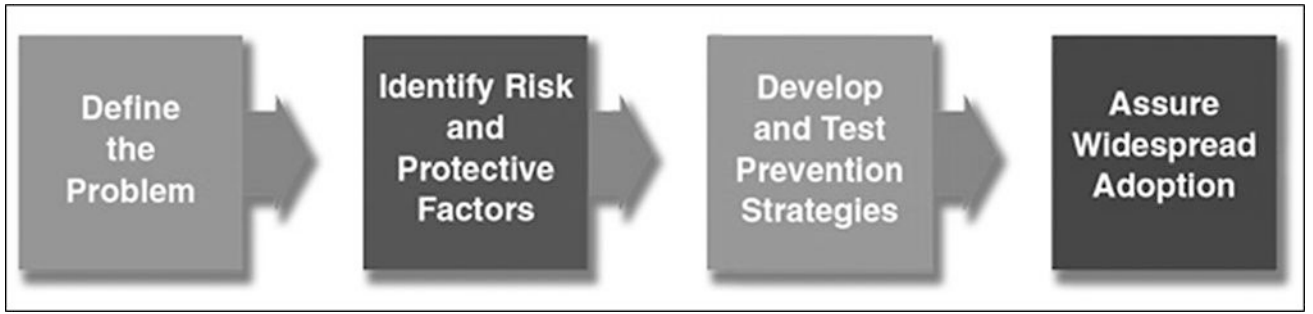 Define
the
Problem
Identify Risk
and
Protective
Factors
Develop
and Test
Prevention
Strategies
Assure
Widespread
Adoption